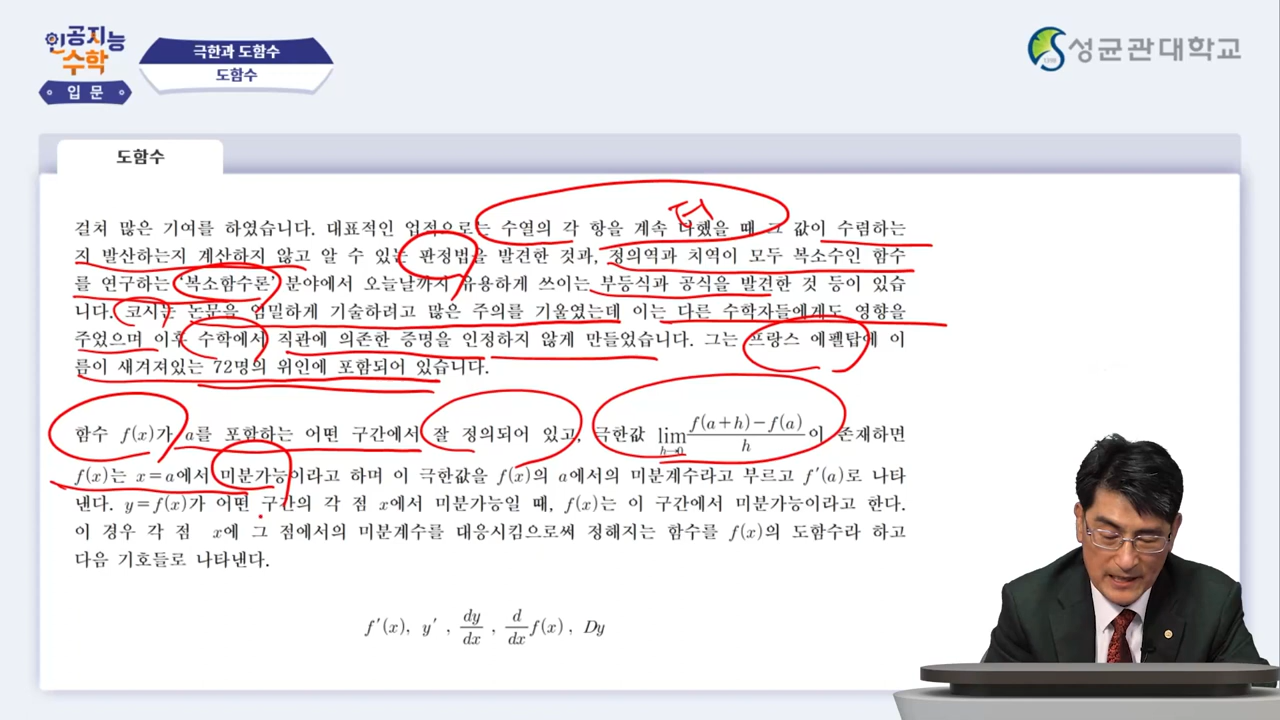 인공지능
수학
입 문
극한과 도함수
도함수
성균관대학교
도함수
걸쳐 많은 기여를 하였습니다. 대표적인 업적으로는 수열의 각 항을 계속 다했을 때 그 값이 수렴하는
더
지 발산하는지 계산하지 않고 알 수 있는 판정법을 발견한 것과, 정의역과 치역이 모두 복소수인 함수
를 연구하는 '복소함수론' 분야에서 오늘날까지 유용하게 쓰이는 부등식과 공식을 발견한 것 등이 있습
니다. 코시는 논문을 엄밀하게 기술하려고 많은 주의를 기울였는데 이는 다른 수학자들에게도 영향을
주었으며 이후 수학에서 직관에 의존한 증명을 인정하지 않게 만들었습니다. 그는 프랑스 에펠탑에 이
름이 새겨져있는 72명의 위인에 포함되어 있습니다.
함수 f(x)가 a를 포함하는 어떤 구간에서 잘 정의되어 있고, 극한값 lim h→0 f(a+h)−f(a) / h 이 존재하면
f(x)는 x=a에서 미분가능이라고 하며 이 극한값을 f(x)의 a에서의 미분계수라고 부르고 f′(a)로 나타
낸다. y=f(x)가 어떤 구간의 각 점 x에서 미분가능일 때, f(x)는 이 구간에서 미분가능이라고 한다.
이 경우 각 점 x에 그 점에서의 미분계수를 대응시킴으로써 정해지는 함수를 f(x)의 도함수라 하고
다음 기호들로 나타낸다.
f′(x), y′ , dy/dx , d/dx f(x) , Dy